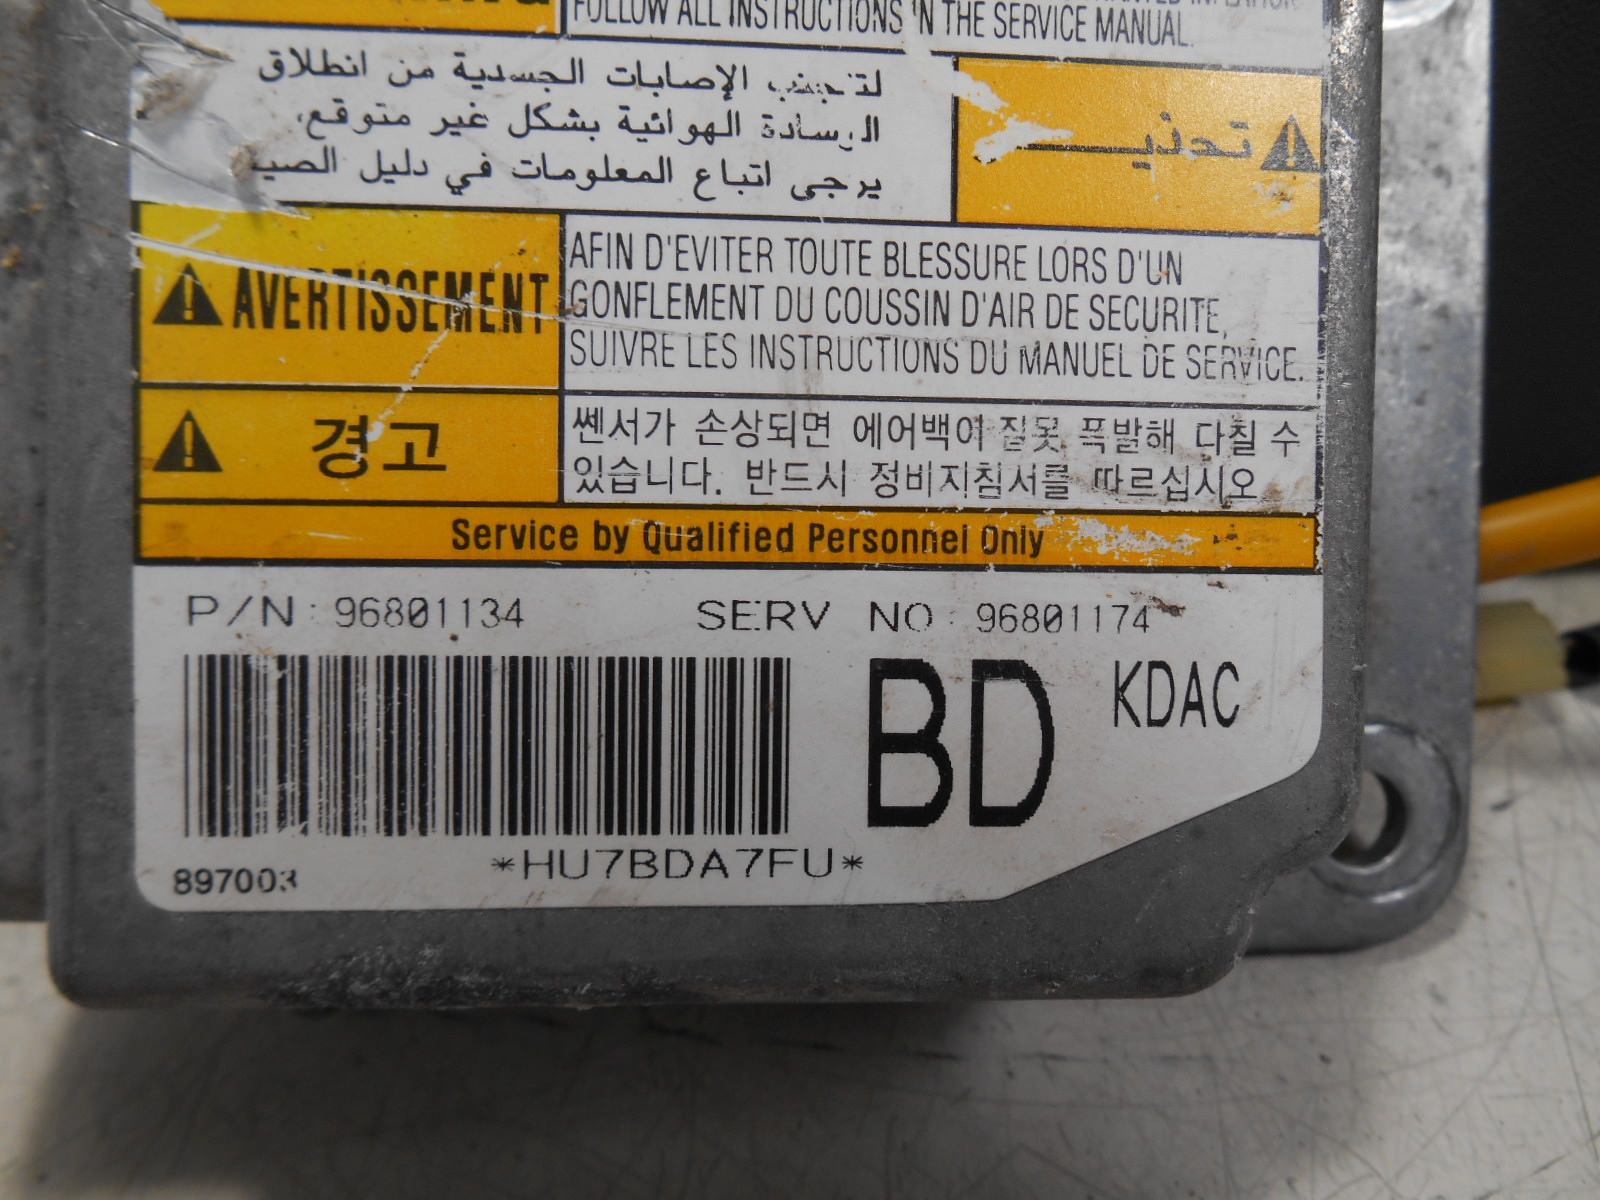 FOLLOW ALL INSTRUCTIONS IN THE SERVICE MANUAL.
تحذير
لتجنب الإصابات الجسدية من انطلاق
الوسادة الهوائية بشكل غير متوقع،
يرجى اتباع المعلومات في دليل
AVERTISSEMENT
AFIN D'EVITER TOUTE BLESSURE LORS D'UN
GONFLEMENT DU COUSSIN D'AIR DE SECURITE,
SUIVRE LES INSTRUCTIONS DU MANUEL DE SERVICE.
경고
쎈서가 손상되면 에어백이 잘못 폭발해 다칠 수
있습니다. 반드시 정비지침서를 따르십시오
Service by Qualified Personnel Only
P/N : 96801134 SERV NO : 96801174
BD KDAC
*HU7BDA7FU*
897003